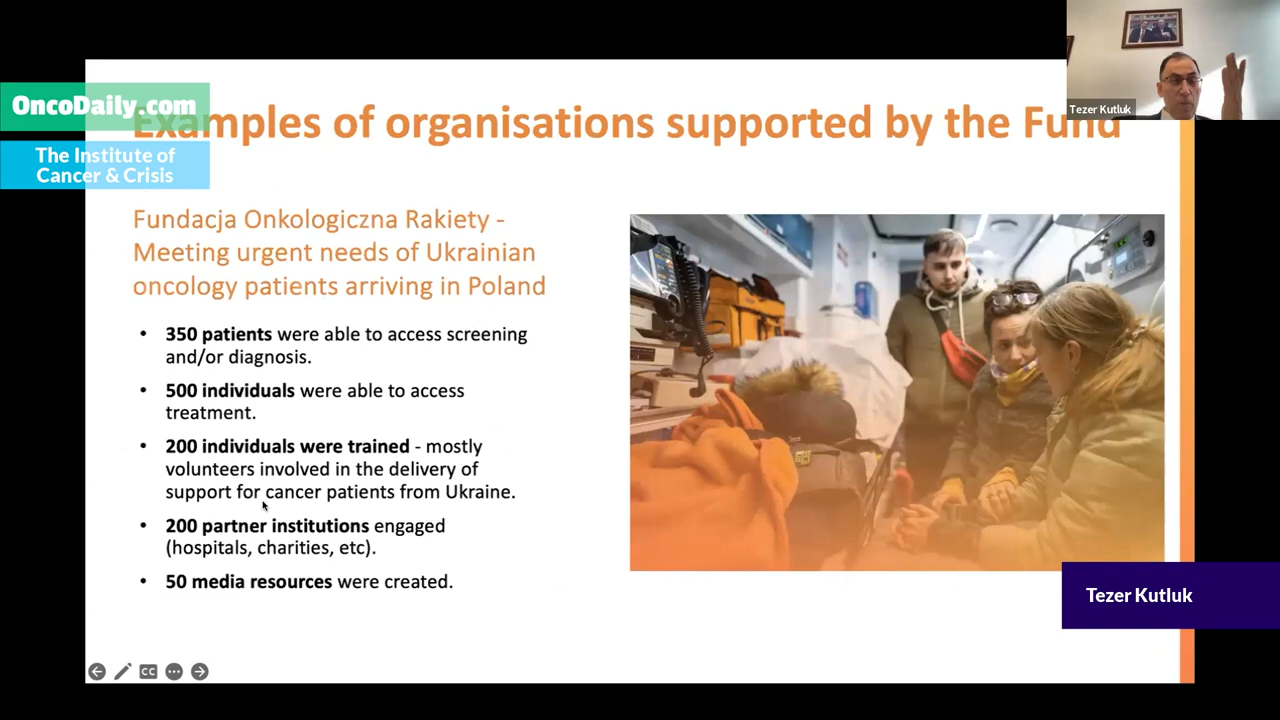 OncoDaily.com
The Institute of
Cancer & Crisis
Examples of organisations supported by the Fund
Tezer Kutluk
Fundacja Onkologiczna Rakiety -
Meeting urgent needs of Ukrainian
oncology patients arriving in Poland
• 350 patients were able to access screening
and/or diagnosis.
• 500 individuals were able to access
treatment.
• 200 individuals were trained - mostly
volunteers involved in the delivery of
support for cancer patients from Ukraine.
• 200 partner institutions engaged
(hospitals, charities, etc).
• 50 media resources were created.
Tezer Kutluk
CC